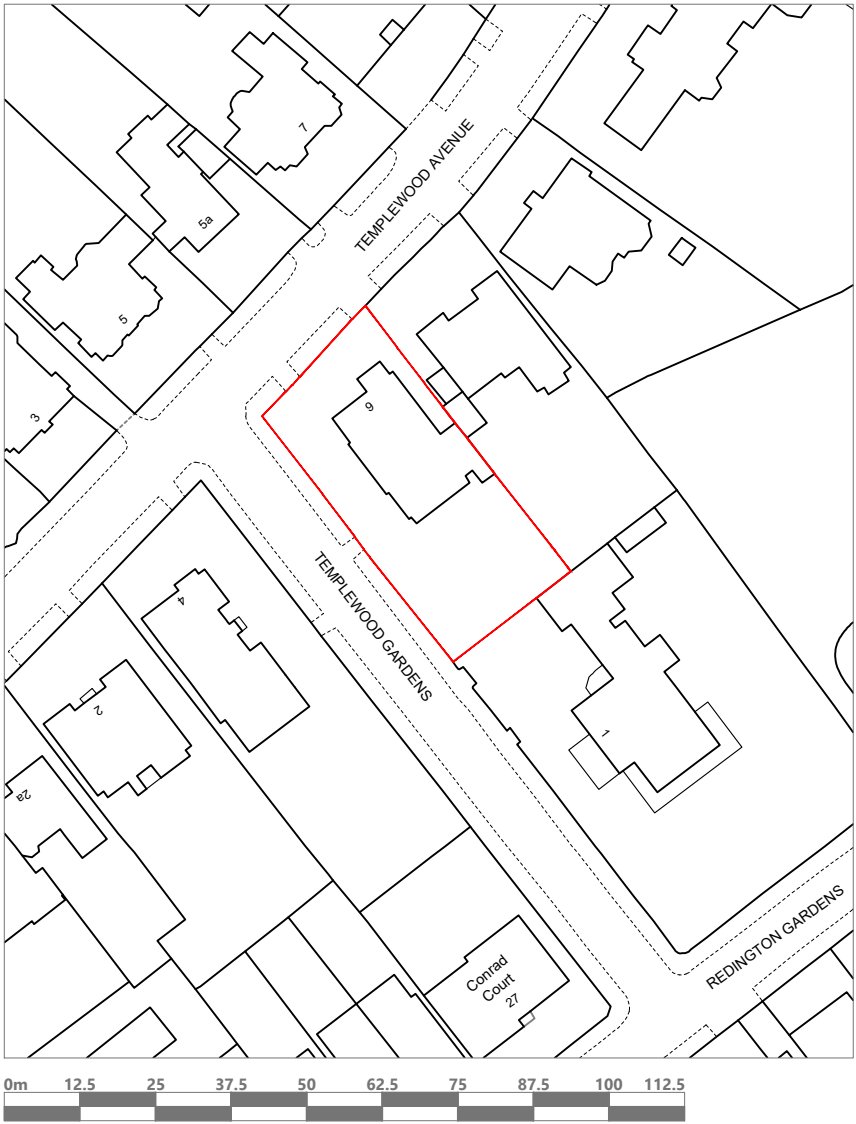 7
TEMPLEWOOD AVENUE
5a
5
3
6
4
TEMPLEWOOD GARDENS
2
1
2a
REDINGTON GARDENS
Conrad
Court
27
0m 12.5 25 37.5 50 62.5 75 87.5 100 112.5